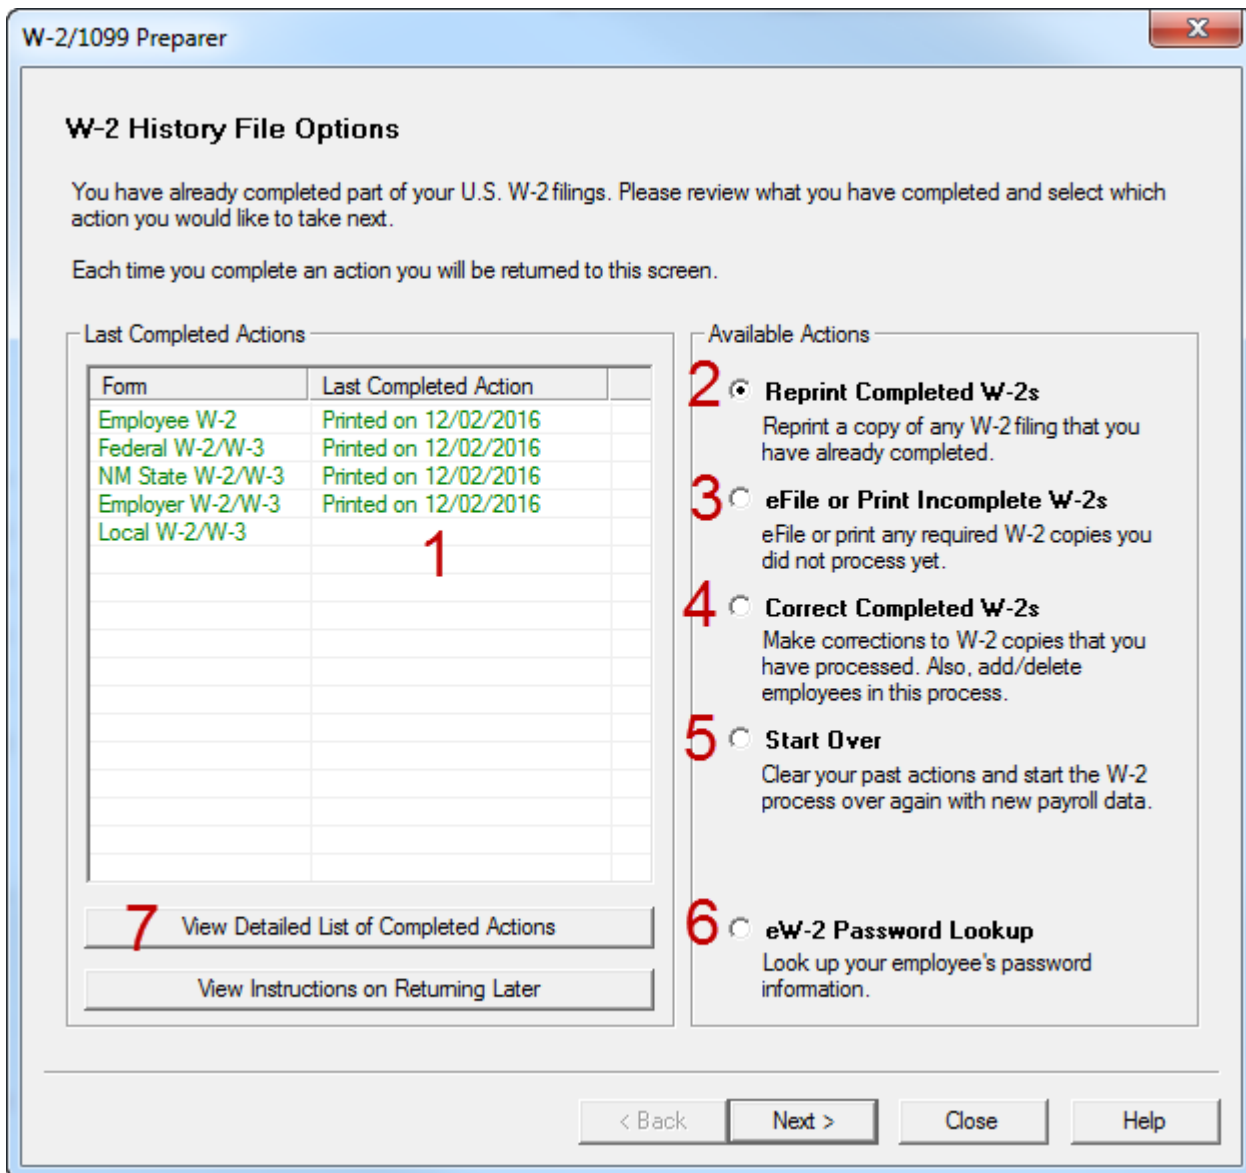 W-2/1099 Preparer
W-2 History File Options
You have already completed part of your U.S. W-2 filings. Please review what you have completed and select which
action you would like to take next.
Each time you complete an action you will be returned to this screen.
Last Completed Actions
Form Last Completed Action
Employee W-2 Printed on 12/02/2016
Federal W-2/W-3 Printed on 12/02/2016
NM State W-2/W-3 Printed on 12/02/2016
Employer W-2/W-3 Printed on 12/02/2016
Local W-2/W-3
1
7 View Detailed List of Completed Actions
View Instructions on Returning Later
Available Actions
2 Reprint Completed W-2s
Reprint a copy of any W-2 filing that you
have already completed.
3 eFile or Print Incomplete W-2s
eFile or print any required W-2 copies you
did not process yet.
4 Correct Completed W-2s
Make corrections to W-2 copies that you
have processed. Also, add/delete
employees in this process.
5 Start Over
Clear your past actions and start the W-2
process over again with new payroll data.
6 eW-2 Password Lookup
Look up your employee's password
information.
< Back Next > Close Help